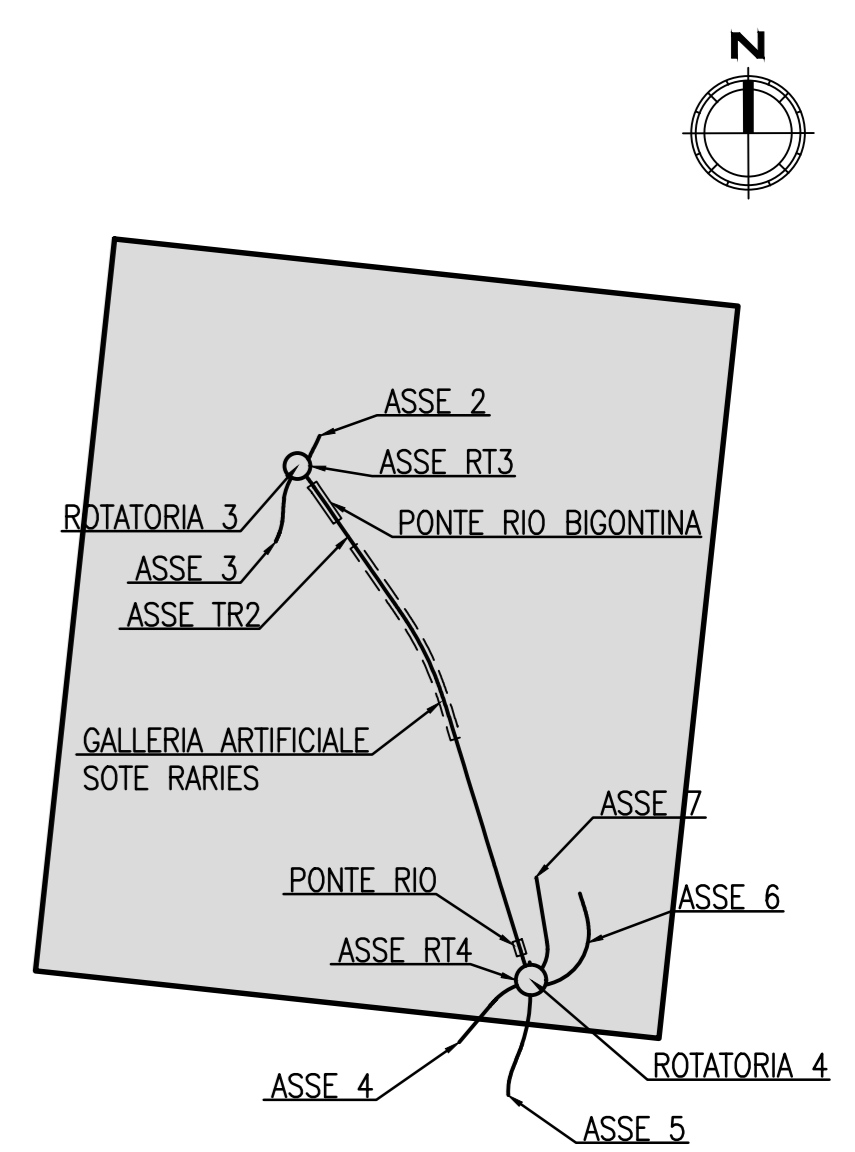 N
ASSE 2
ASSE RT3
ROTATORIA 3
PONTE RIO BIGONTINA
ASSE 3
ASSE TR2
GALLERIA ARTIFICIALE
SOTE RARIES
ASSE 7
PONTE RIO
ASSE 6
ASSE RT4
ROTATORIA 4
ASSE 4
ASSE 5